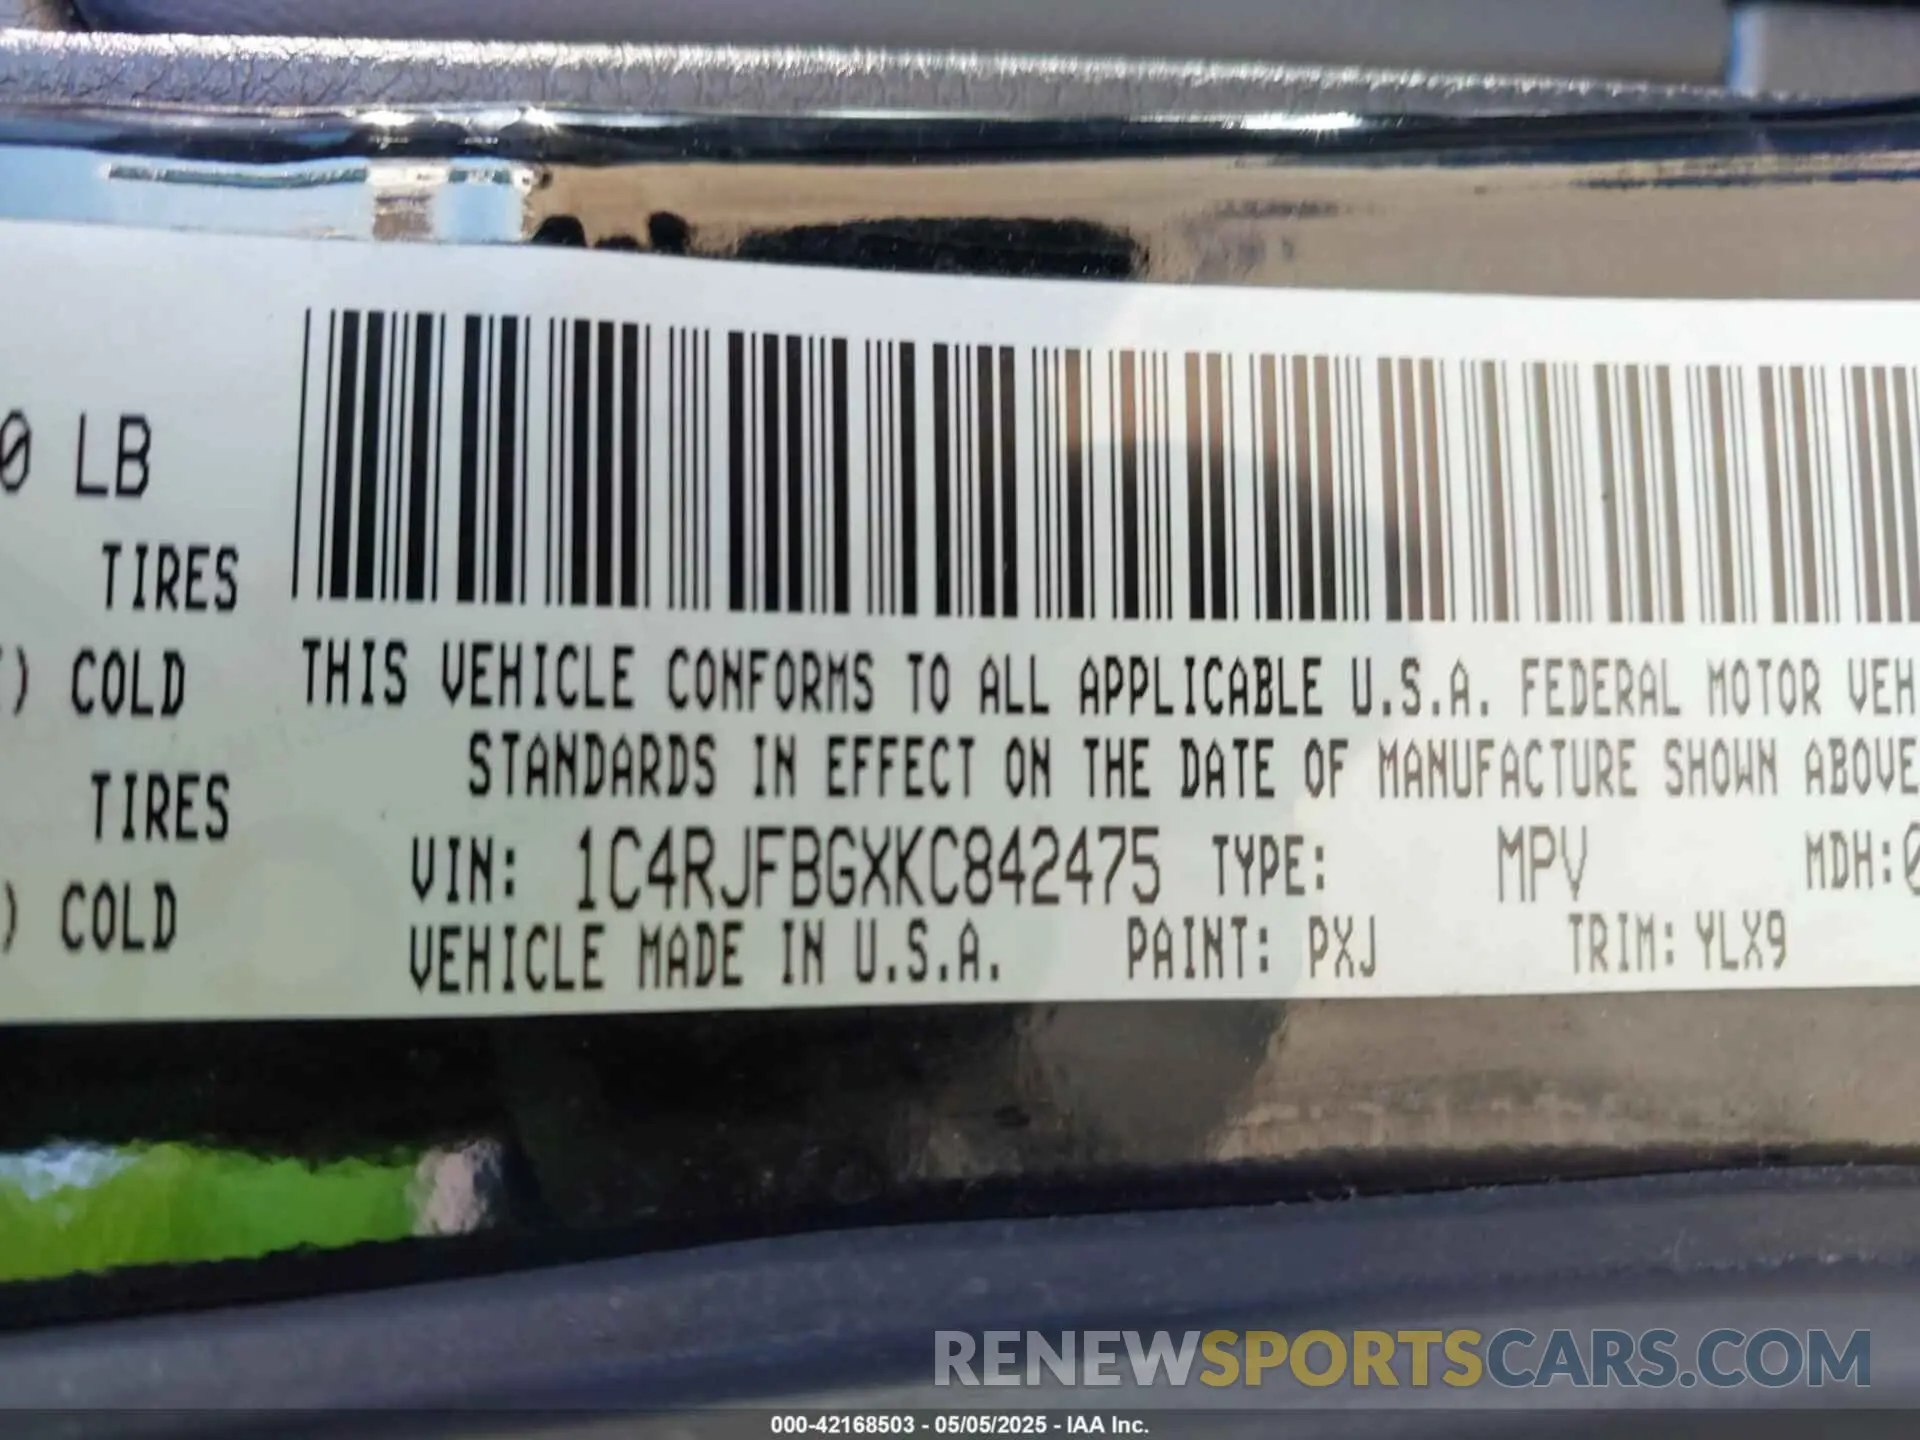 0 LB
TIRES
) COLD
TIRES
) COLD
THIS VEHICLE CONFORMS TO ALL APPLICABLE U.S.A. FEDERAL MOTOR VEH
STANDARDS IN EFFECT ON THE DATE OF MANUFACTURE SHOWN ABOVE
VIN: 1C4RJFBGXKC842475 TYPE: MPV MDH:0
VEHICLE MADE IN U.S.A. PAINT: PXJ TRIM: YLX9
RENEWSPORTSCARS.COM
000-42168503 - 05/05/2025 - IAA Inc.